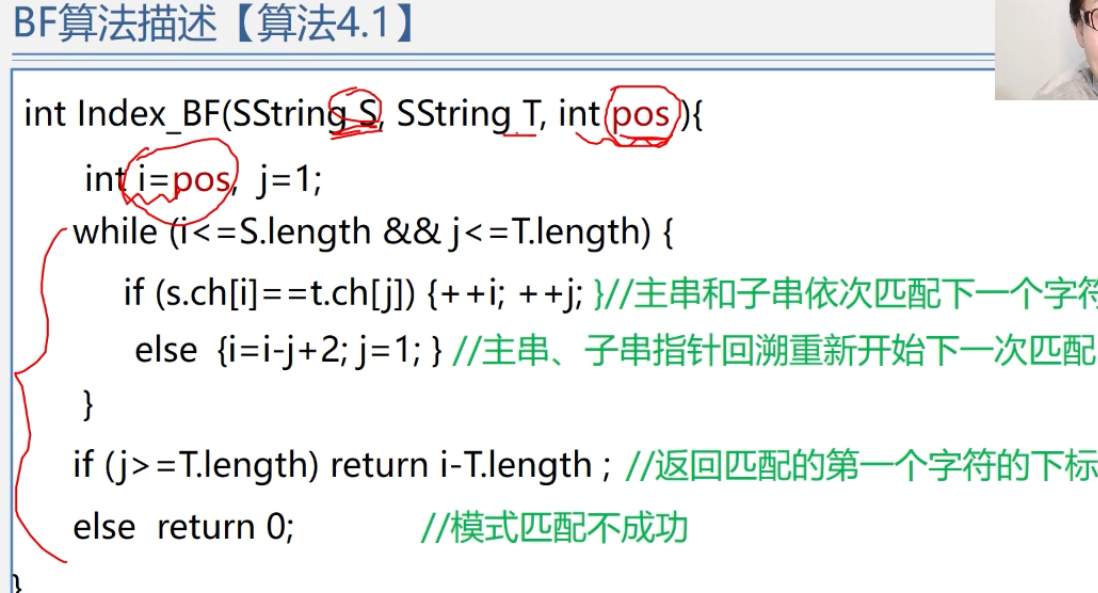 BF算法描述【算法4.1】
int Index_BF(SString S, SString T, int pos ){
int i=pos, j=1;
while (i<=S.length && j<=T.length) {
if (s.ch[i]==t.ch[j]) {++i; ++j; }//主串和子串依次匹配下一个字符
else {i=i-j+2; j=1; } //主串、子串指针回溯重新开始下一次匹配
}
if (j>=T.length) return i-T.length ; //返回匹配的第一个字符的下标
else return 0; //模式匹配不成功
}